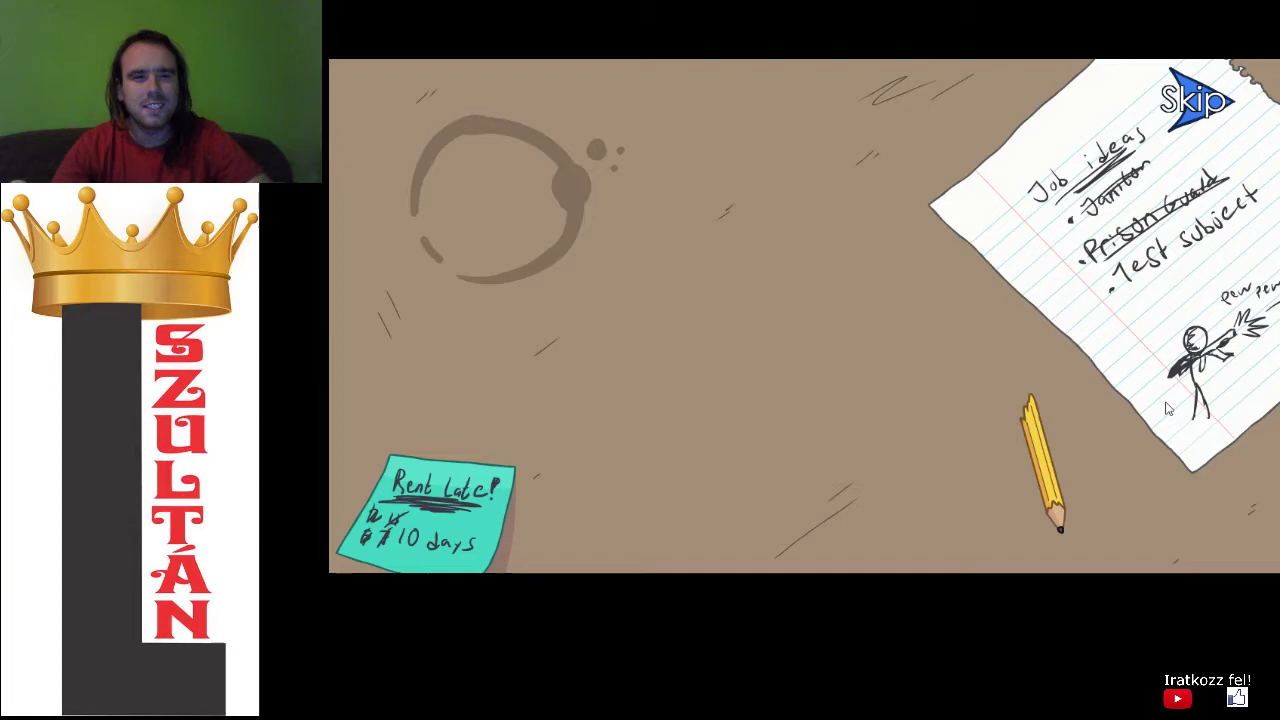 SZULTÁN
L
Rent Late!
10 days
Skip
Job ideas
• Janitor
• Prison Guard
• Test subject
pew pew
Iratkozz fel!